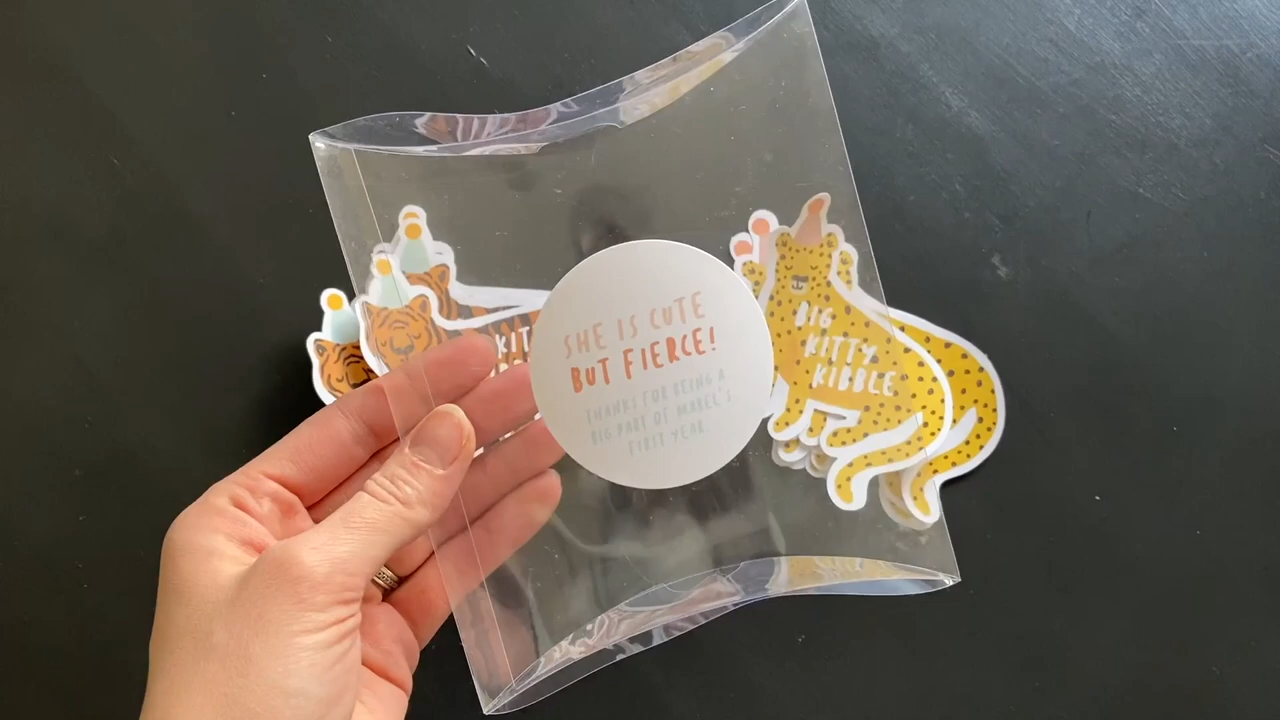 SHE IS CUTE
BUT FIERCE!
THANKS FOR BEING A
BIG PART OF MABEL'S
FIRST YEAR.
BIG
KITTY
KIBBLE